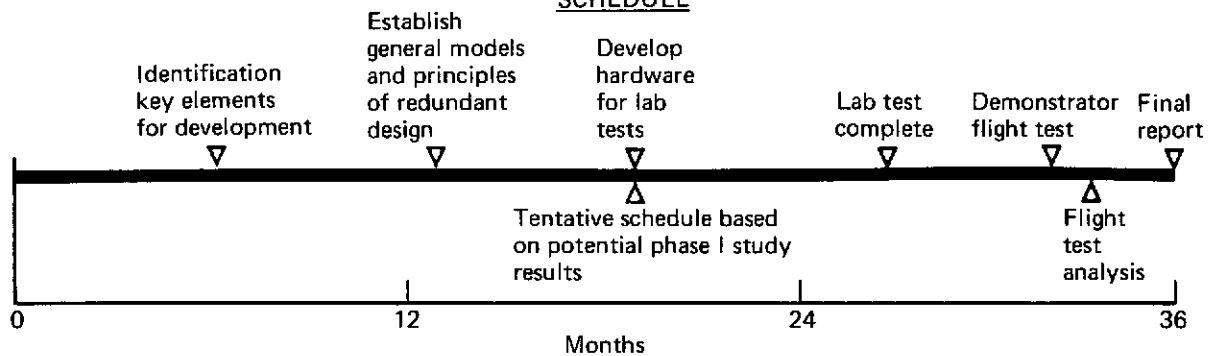 SCHEDULE
Establish
general models
and principles
of redundant
design
Identification
key elements
for development
Develop
hardware
for lab
tests
Lab test
complete
Demonstrator
flight test
Final
report
Tentative schedule based
on potential phase I study
results
Flight
test
analysis
0
12
24
36
Months